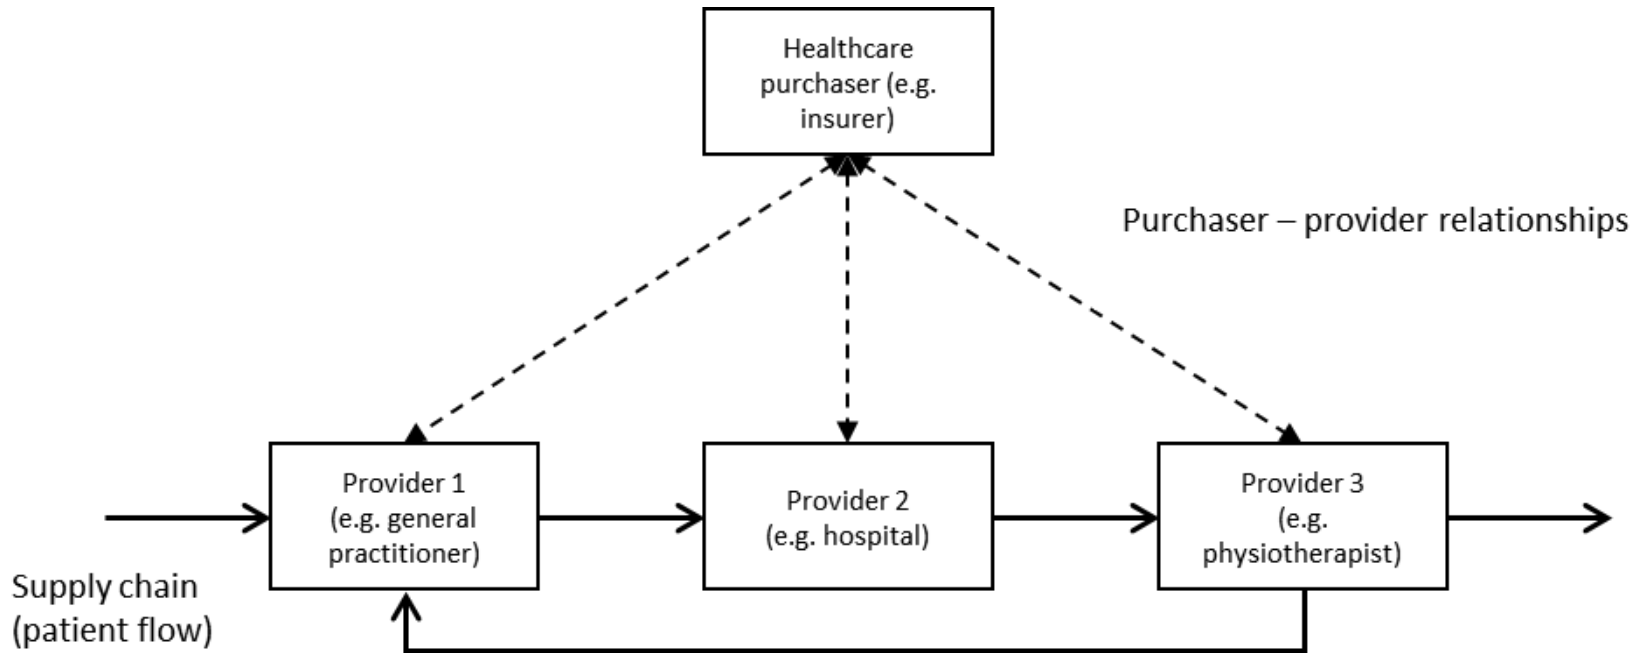 Healthcare
purchaser (e.g.
insurer)
Purchaser – provider relationships
Provider 1
(e.g. general
practitioner)
Provider 2
(e.g. hospital)
Provider 3
(e.g.
physiotherapist)
Supply chain
(patient flow)